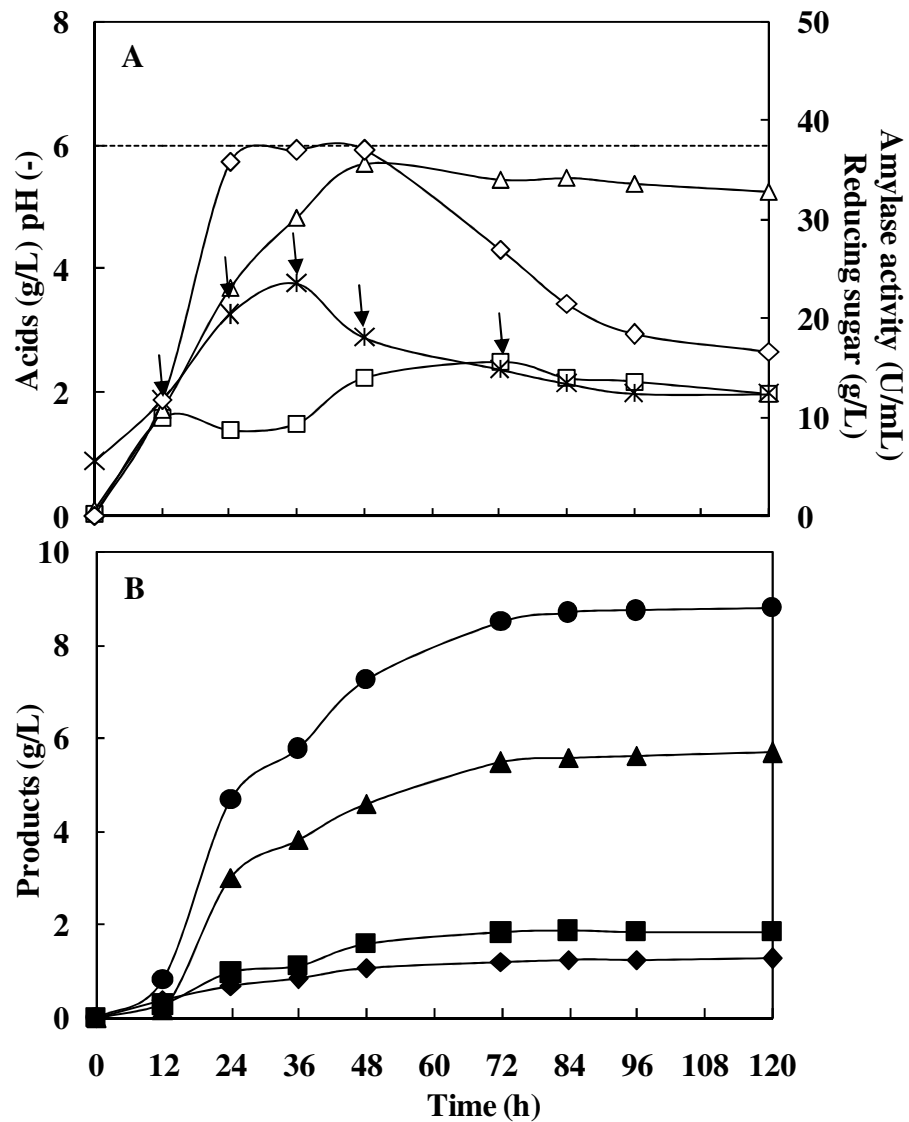 A
8
6
4
2
0
Acids (g/L) pH (-)
50
40
30
20
10
0
Amylase activity (U/mL)
Reducing sugar (g/L)
B
10
8
6
4
2
0
Products (g/L)
0 12 24 36 48 60 72 84 96 108 120
Time (h)